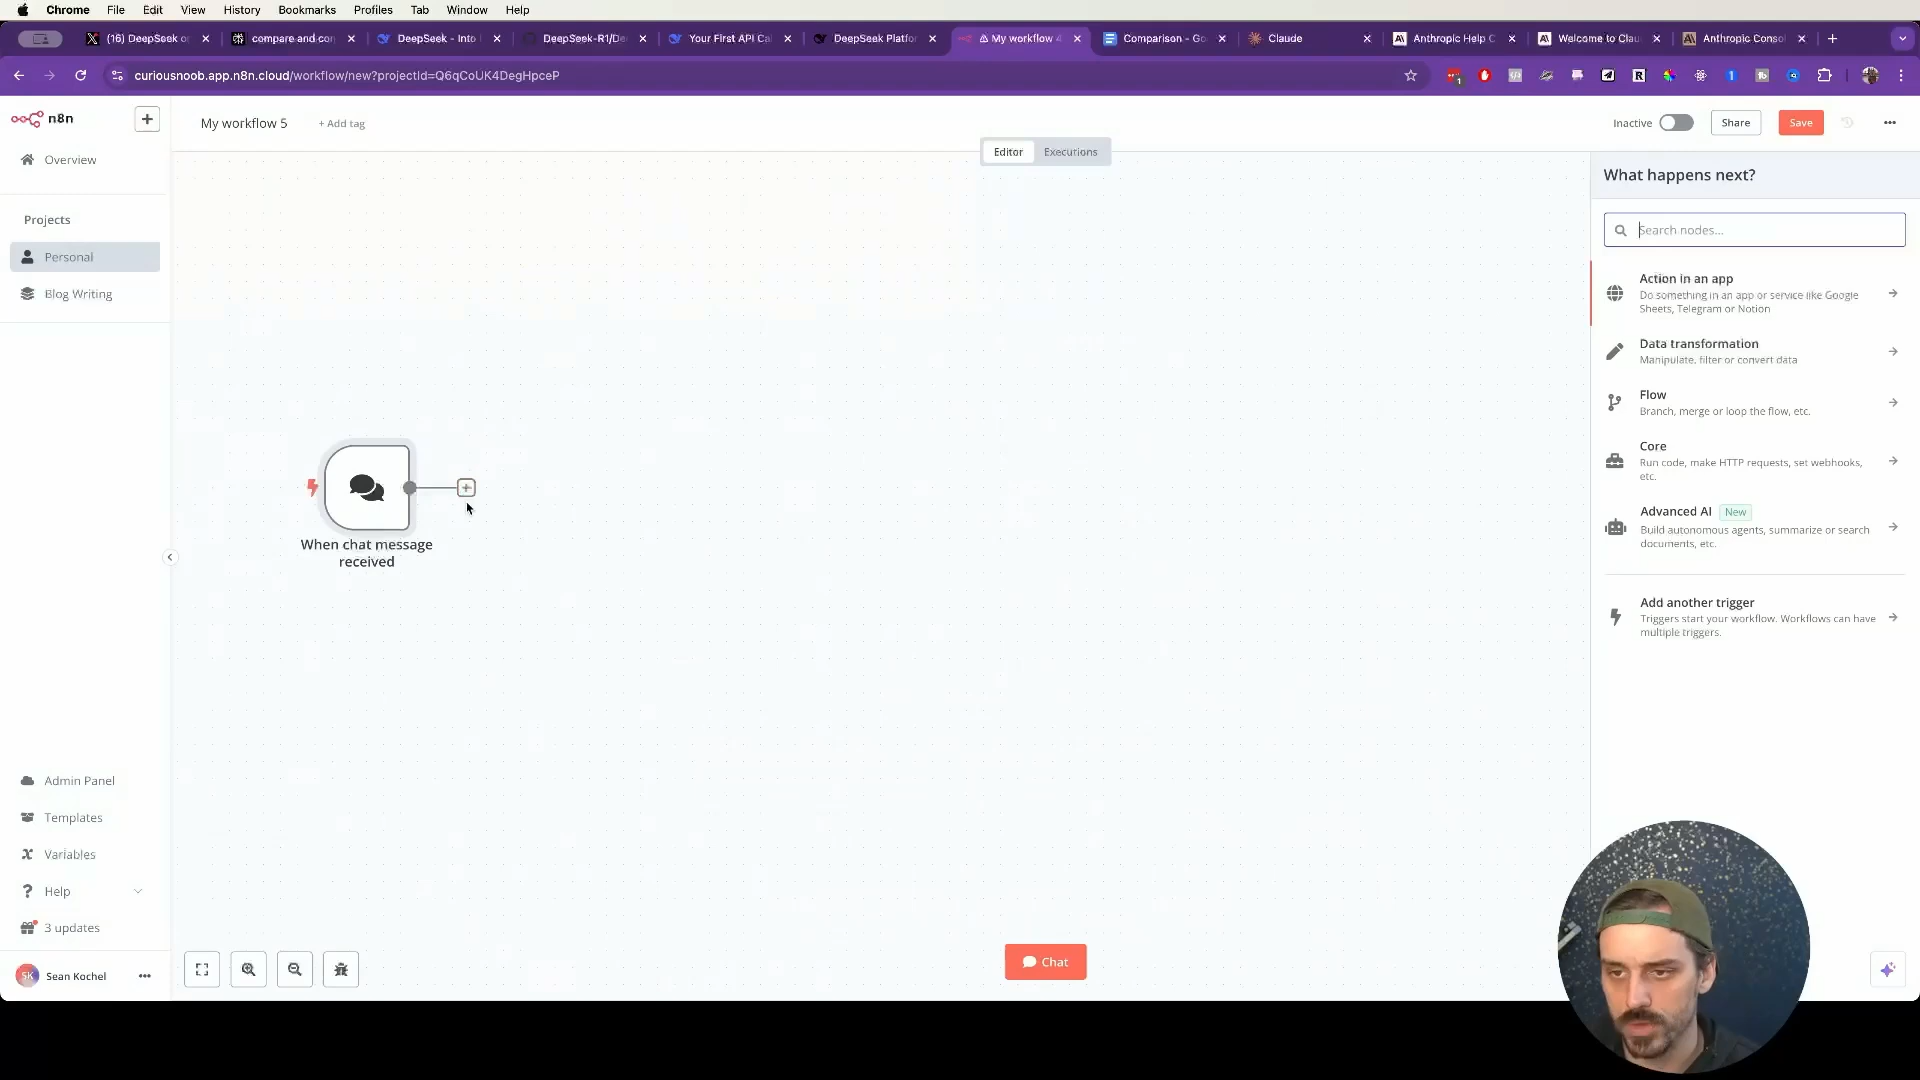 Chrome File Edit View History Bookmarks Profiles Tab Window Help
(16) DeepSeek or
compare and con
DeepSeek - Into
DeepSeek-R1/De
Your First API Ca
DeepSeek Platfor
My workflow
Comparison - Go
Claude
Anthropic Help C
Welcome to Clau
Anthropic Consol
curiousnoob.app.n8n.cloud/workflow/new?projectId=Q6qCoUK4DegHpceP
n8n
My workflow 5
+ Add tag
Inactive
Share
Save
Editor
Executions
Overview
Projects
Personal
Blog Writing
When chat message
received
What happens next?
Search nodes...
Action in an app
Do something in an app or service like Google
Sheets, Telegram or Notion
Data transformation
Manipulate, filter or convert data
Flow
Branch, merge or loop the flow, etc.
Core
Run code, make HTTP requests, set webhooks,
etc.
Advanced AI New
Build autonomous agents, summarize or search
documents, etc.
Add another trigger
Triggers start your workflow. Workflows can have
multiple triggers.
Admin Panel
Templates
Variables
Help
3 updates
SK
Sean Kochel
Chat